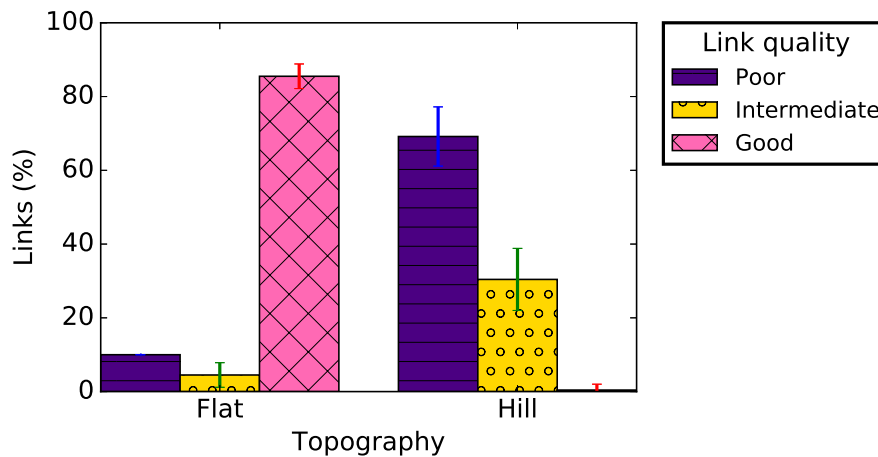 100
80
60
40
20
0
Links (%)
Flat
Hill
Topography
Link quality
Poor
Intermediate
Good